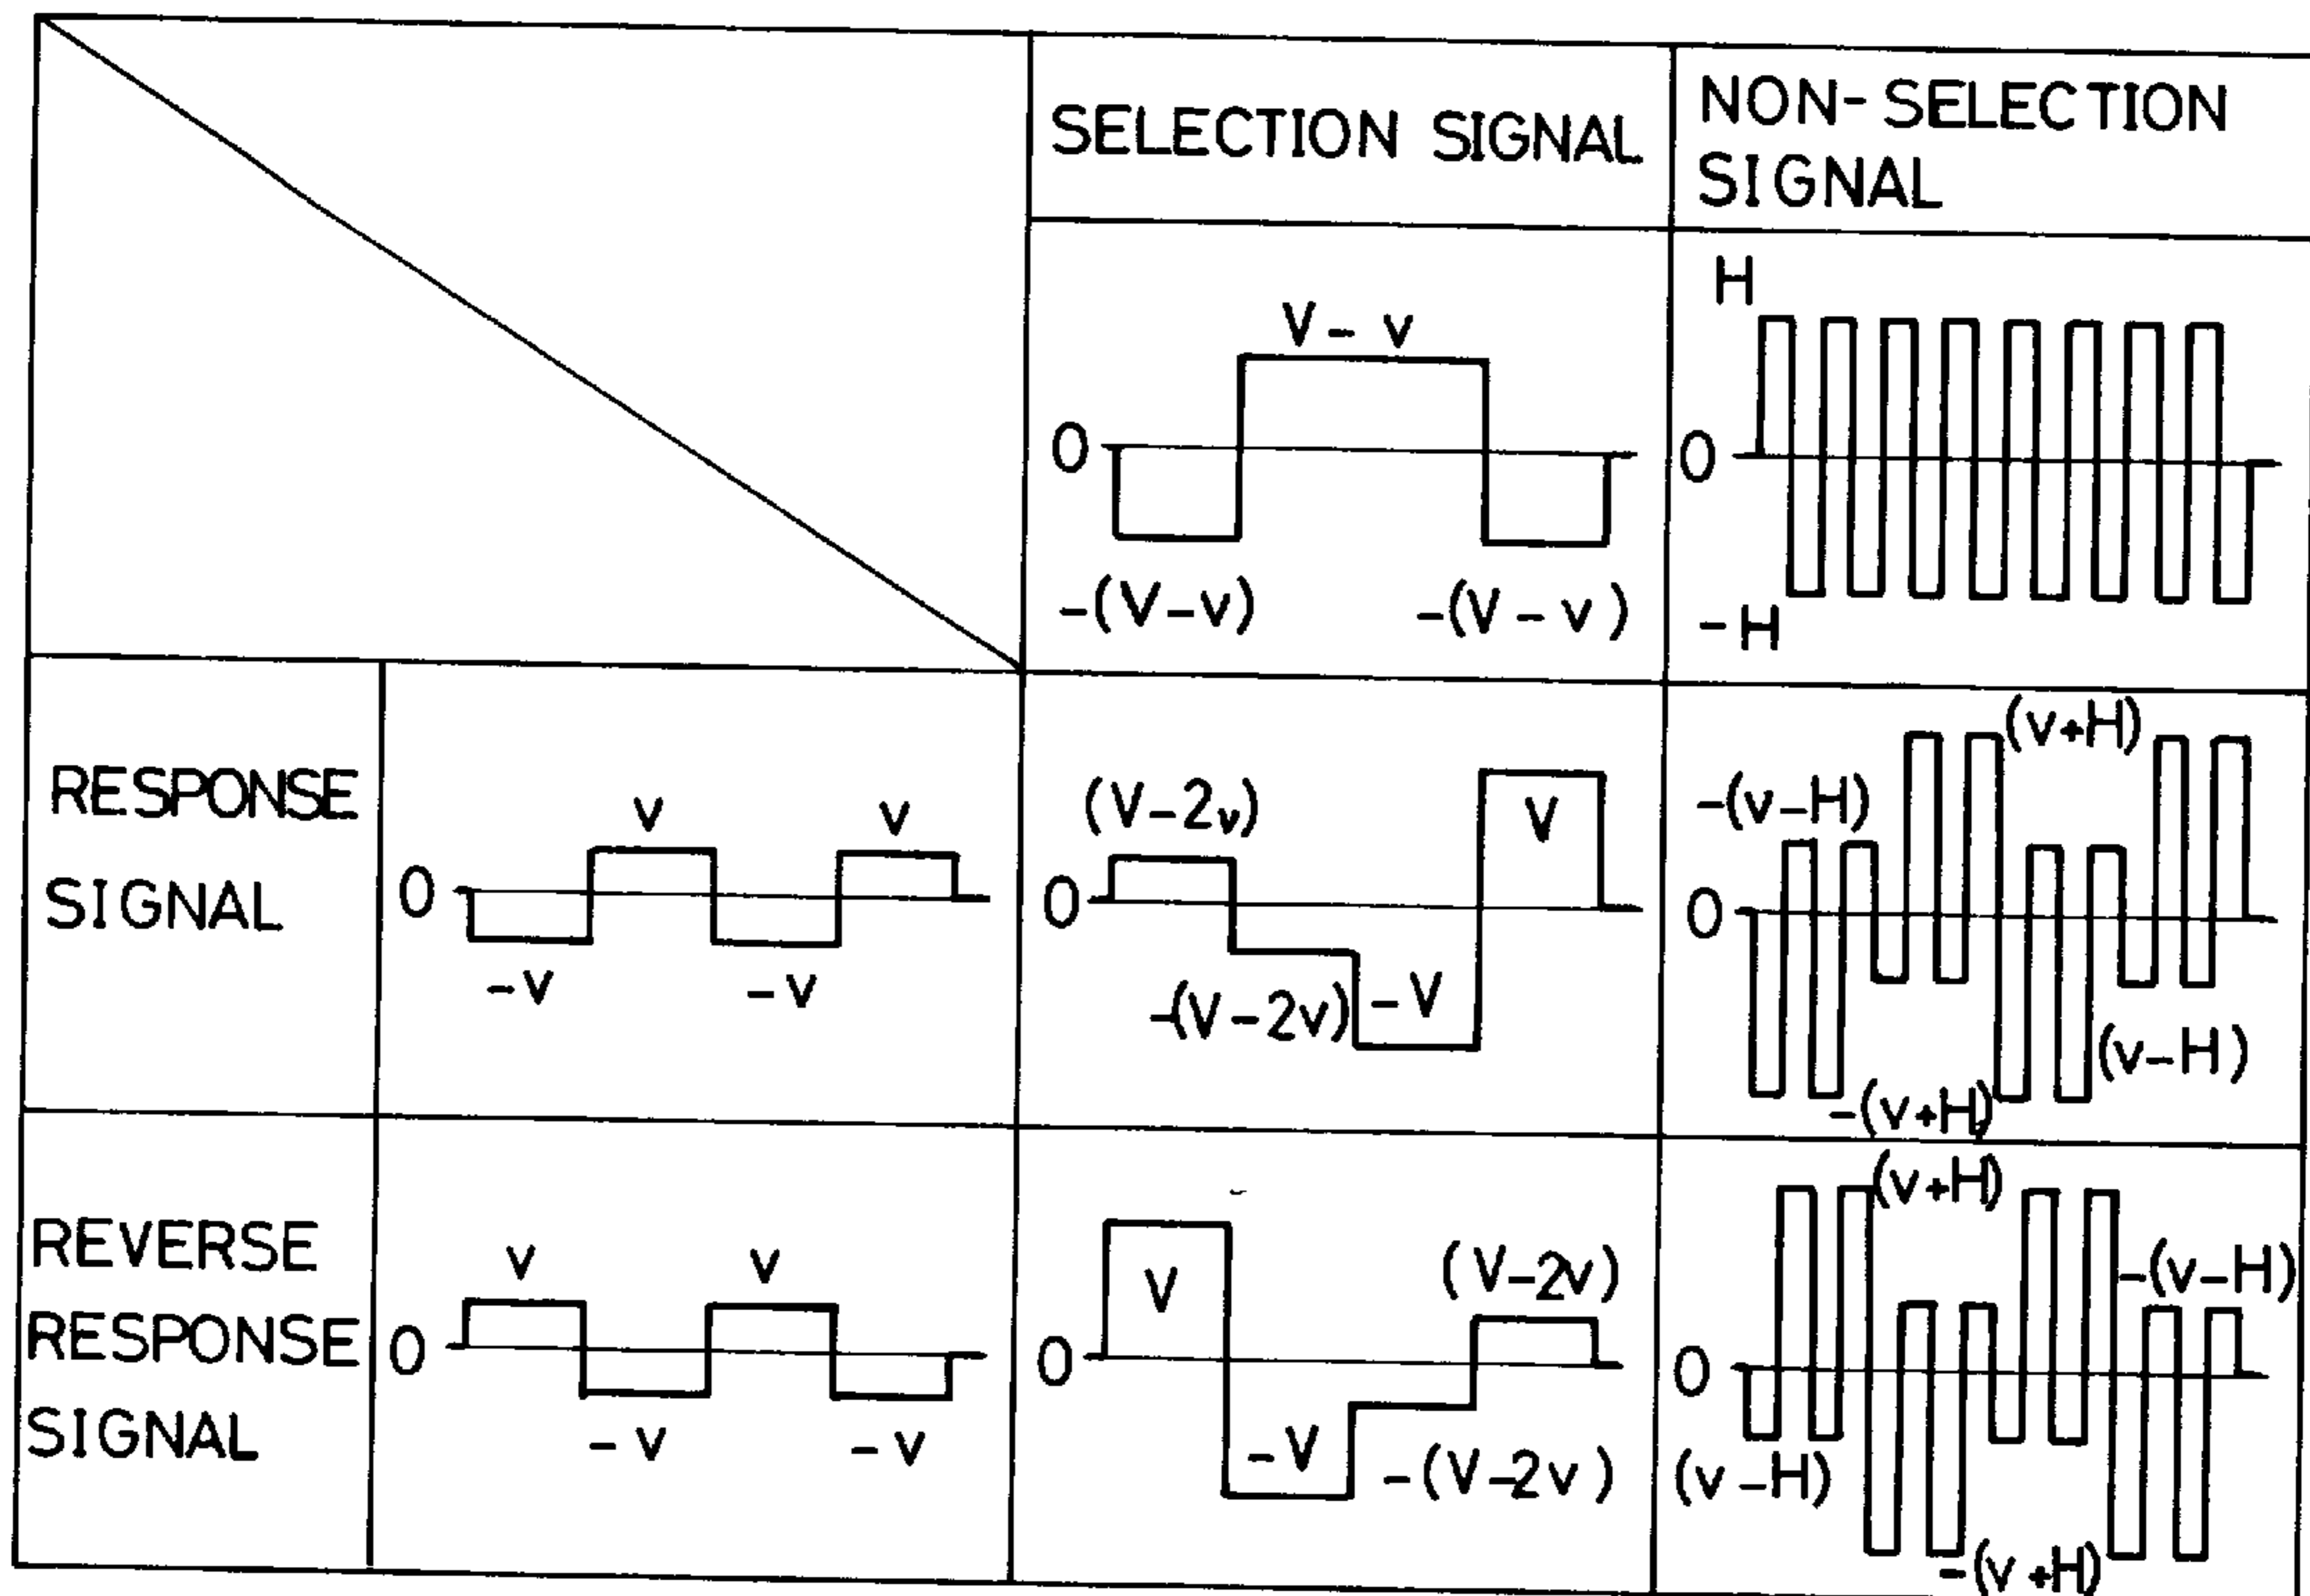 SELECTION SIGNAL
NON-SELECTION
SIGNAL
V-v
0
-(V-v)
-(V-v)
H
0
-H
RESPONSE
SIGNAL
v
v
0
-v
-v
(V-2v)
V
0
-(V-2v)
-V
(v+H)
-(v-H)
0
(v-H)
-(v+H)
REVERSE
RESPONSE
SIGNAL
v
v
0
-v
-v
V
(V-2v)
0
-V
-(V-2v)
(v+H)
-(v-H)
0
(v-H)
-(v+H)